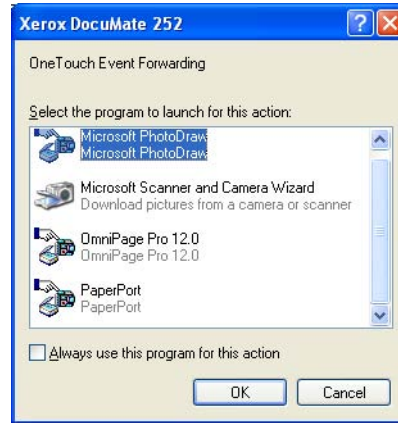 Xerox DocuMate 252
OneTouch Event Forwarding
Select the program to launch for this action:
Microsoft PhotoDraw
Microsoft PhotoDraw
Microsoft Scanner and Camera Wizard
Download pictures from a camera or scanner
OmniPage Pro 12.0
OmniPage Pro 12.0
PaperPort
PaperPort
Always use this program for this action
OK Cancel